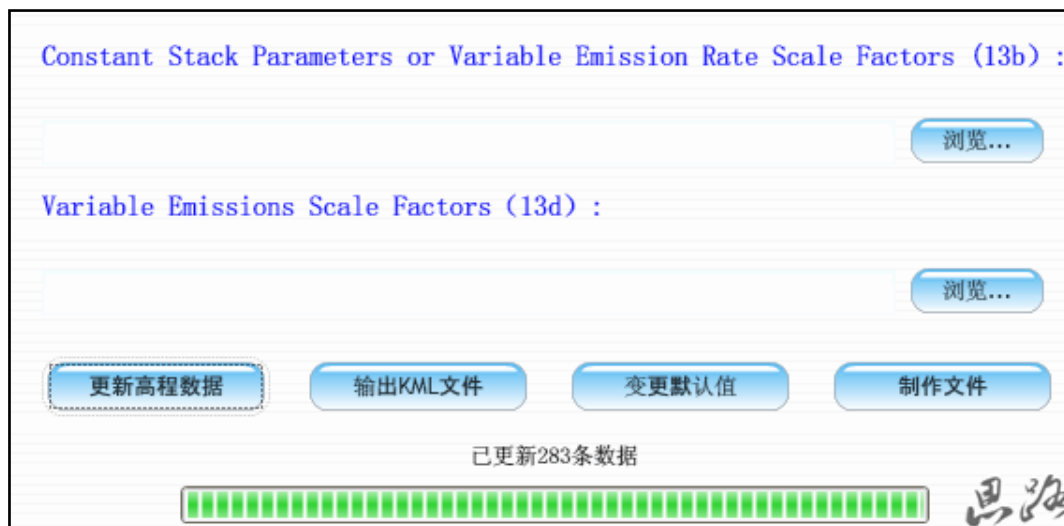 Constant Stack Parameters or Variable Emission Rate Scale Factors (13b) :
浏览...
Variable Emissions Scale Factors (13d) :
浏览...
更新高程数据 输出KML文件 变更默认值 制作文件
已更新283条数据
思路